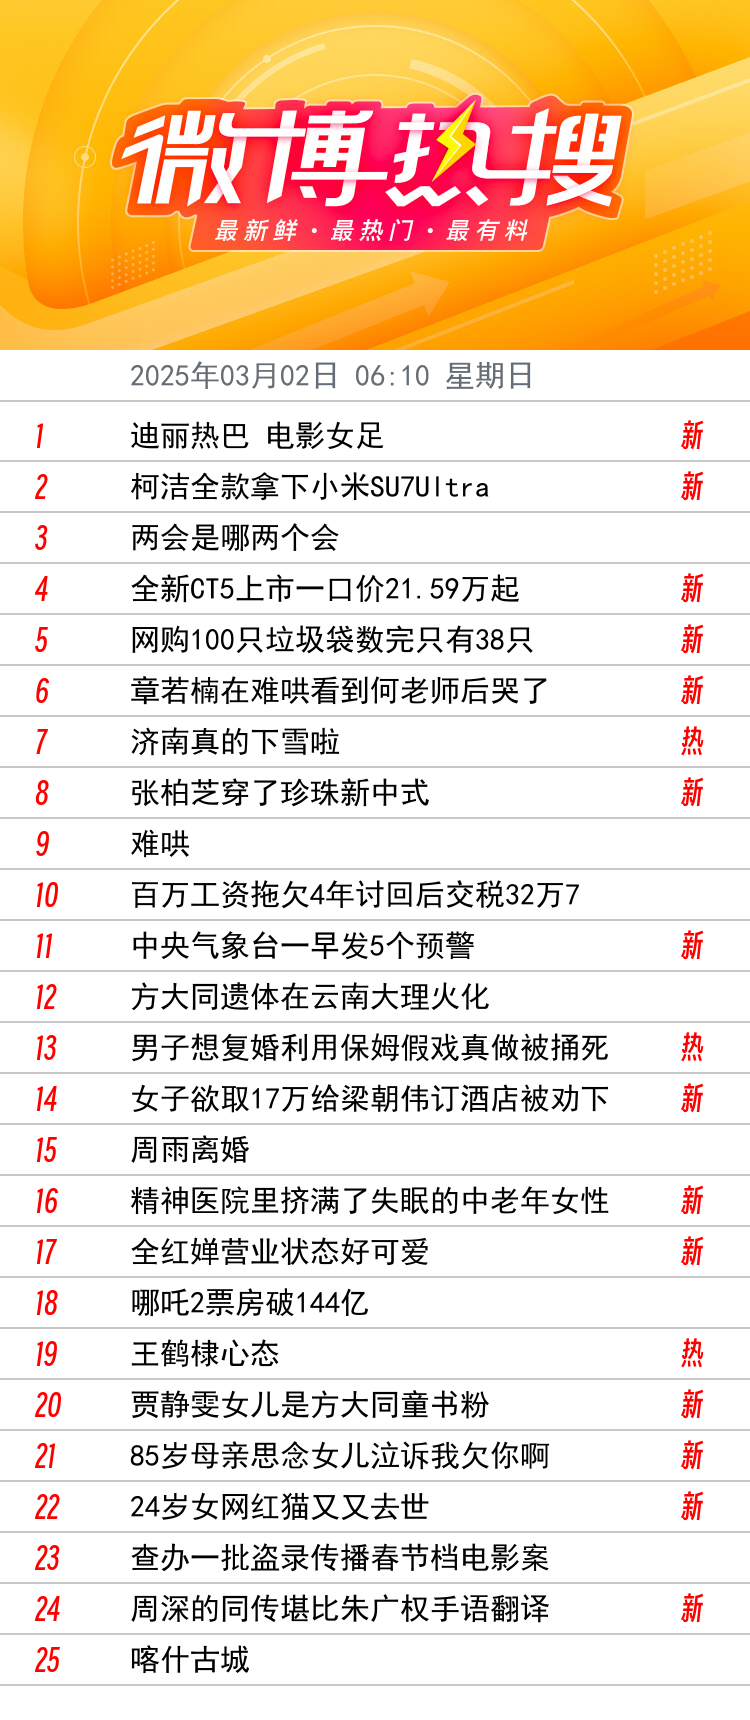 微博热搜
最新鲜·最热门·最有料
2025年03月02日 06:10 星期日
1 迪丽热巴 电影女足 新
2 柯洁全款拿下小米SU7Ultra 新
3 两会是哪两个会
4 全新CT5上市一口价21.59万起 新
5 网购100只垃圾袋数完只有38只 新
6 章若楠在难哄看到何老师后哭了 新
7 济南真的下雪啦 热
8 张柏芝穿了珍珠新中式 新
9 难哄
10 百万工资拖欠4年讨回后交税32万7
11 中央气象台一早发5个预警 新
12 方大同遗体在云南大理火化
13 男子想复婚利用保姆假戏真做被捅死 热
14 女子欲取17万给梁朝伟订酒店被劝下 新
15 周雨离婚
16 精神医院里挤满了失眠的中老年女性 新
17 全红婵营业状态好可爱 新
18 哪吒2票房破144亿
19 王鹤棣心态 热
20 贾静雯女儿是方大同童书粉 新
21 85岁母亲思念女儿泣诉我欠你啊 新
22 24岁女网红猫又又去世 新
23 查办一批盗录传播春节档电影案
24 周深的同传堪比朱广权手语翻译 新
25 喀什古城